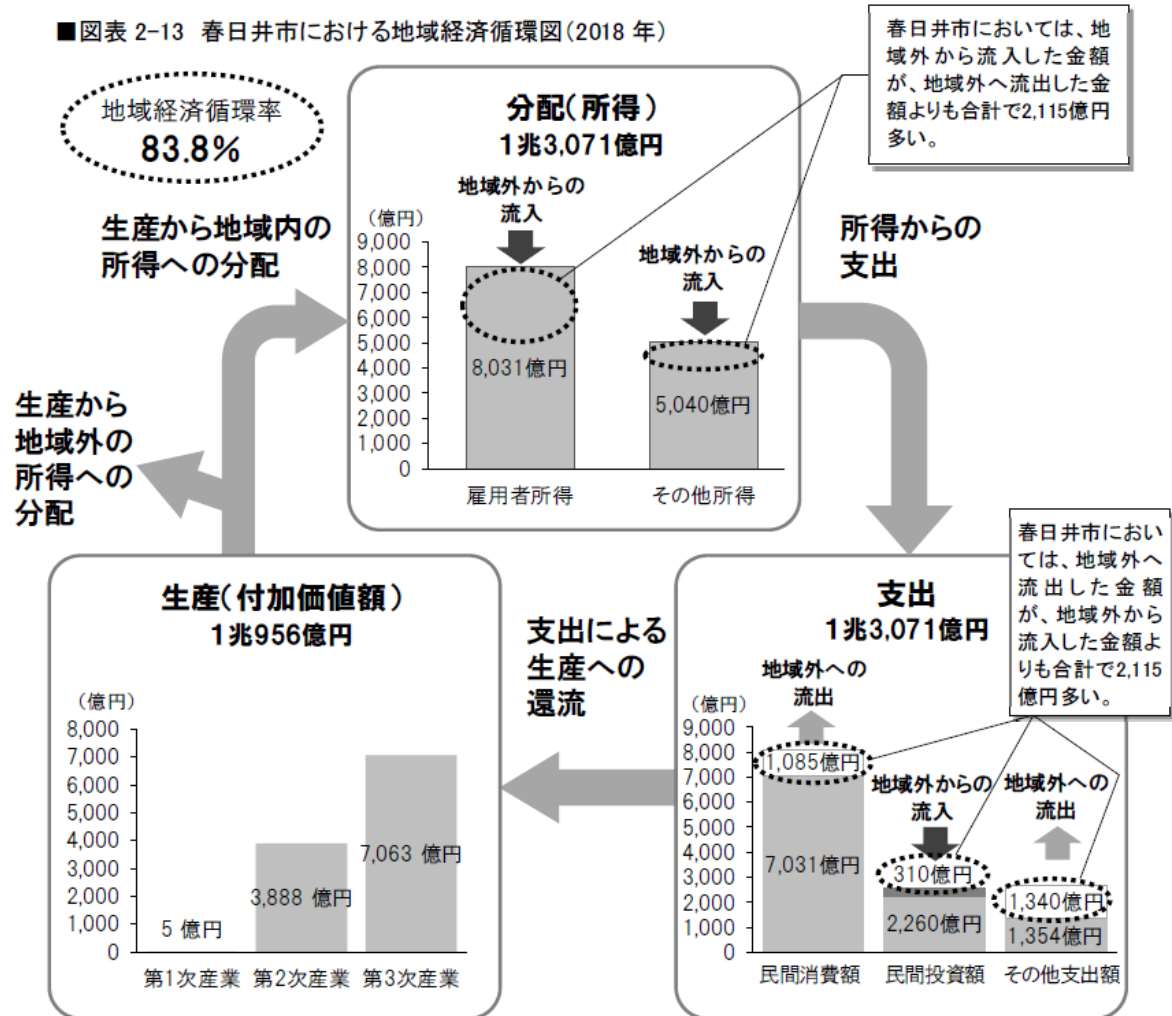 ■図表 2-13 春日井市における地域経済循環図(2018 年)
地域経済循環率
83.8%
春日井市においては、地
域外から流入した金額
が、地域外へ流出した金
額よりも合計で2,115億円
多い。
分配(所得)
1兆3,071億円
地域外からの
流入
地域外からの
流入
(億円)
9,000
8,000
7,000
6,000
5,000
4,000
3,000
2,000
1,000
0
8,031億円
5,040億円
雇用者所得
その他所得
生産から地域内の
所得への分配
所得からの
支出
生産から
地域外の
所得への
分配
生産(付加価値額)
1兆956億円
(億円)
8,000
7,000
6,000
5,000
4,000
3,000
2,000
1,000
0
5 億円
3,888 億円
7,063 億円
第1次産業
第2次産業
第3次産業
支出による
生産への
還流
支出
1兆3,071億円
春日井市におい
ては、地域外へ
流出した金額
が、地域外から
流入した金額よ
りも合計で2,115
億円多い。
地域外への
流出
地域外からの
流入
地域外への
流出
(億円)
9,000
8,000
7,000
6,000
5,000
4,000
3,000
2,000
1,000
0
1,085億円
7,031億円
310億円
2,260億円
1,340億円
1,354億円
民間消費額
民間投資額
その他支出額